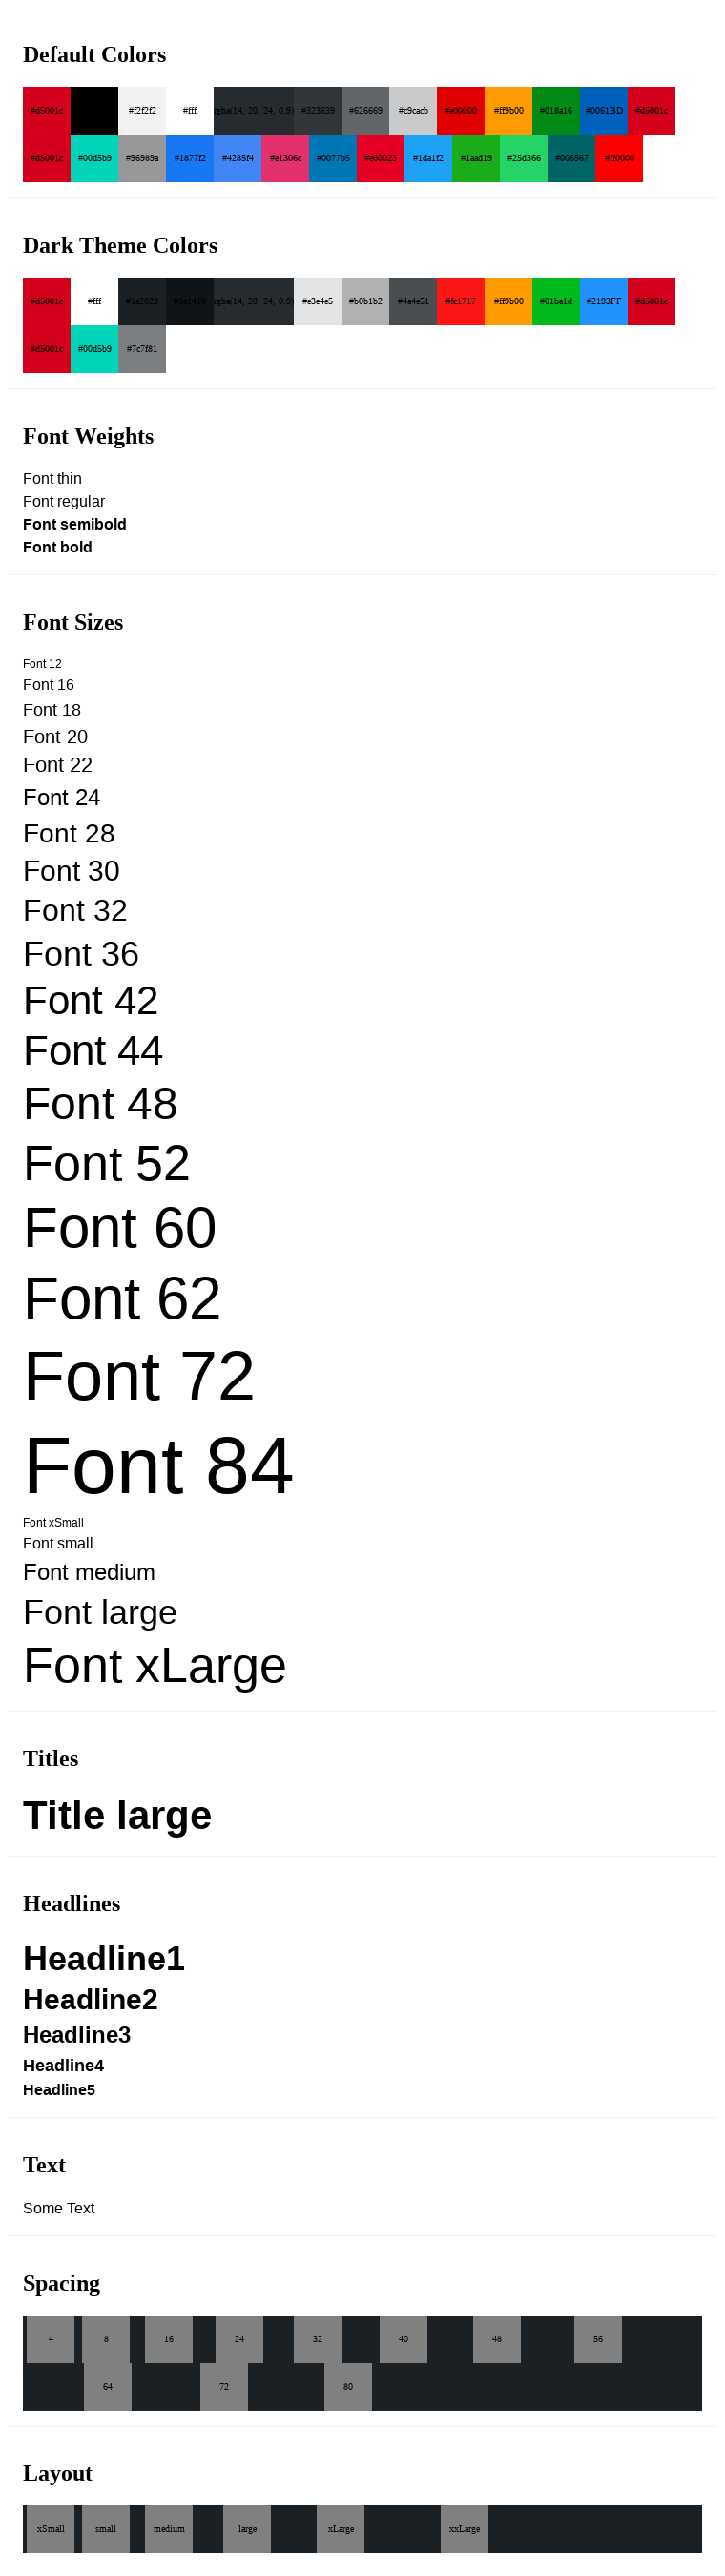 Default Colors
#d5001c #f2f2f2 #fff rgba(14, 20, 24, 0.9) #323639 #626669 #c9cacb #e00000 #ff9b00 #018a16 #0061BD #d5001c
#d5001c #00d5b9 #96989a #1877f2 #4285f4 #e1306c #0077b5 #e60023 #1da1f2 #1aad19 #25d366 #006567 #ff0000
Dark Theme Colors
#d5001c #fff #1a2023 #0e1418 rgba(14, 20, 24, 0.9) #e3e4e5 #b0b1b2 #4a4e51 #fc1717 #ff9b00 #01ba1d #2193FF #d5001c
#d5001c #00d5b9 #7c7f81
Font Weights
Font thin
Font regular
Font semibold
Font bold
Font Sizes
Font 12
Font 16
Font 18
Font 20
Font 22
Font 24
Font 28
Font 30
Font 32
Font 36
Font 42
Font 44
Font 48
Font 52
Font 60
Font 62
Font 72
Font 84
Font xSmall
Font small
Font medium
Font large
Font xLarge
Titles
Title large
Headlines
Headline1
Headline2
Headline3
Headline4
Headline5
Text
Some Text
Spacing
4 8 16 24 32 40 48 56
64 72 80
Layout
xSmall small medium large xLarge xxLarge